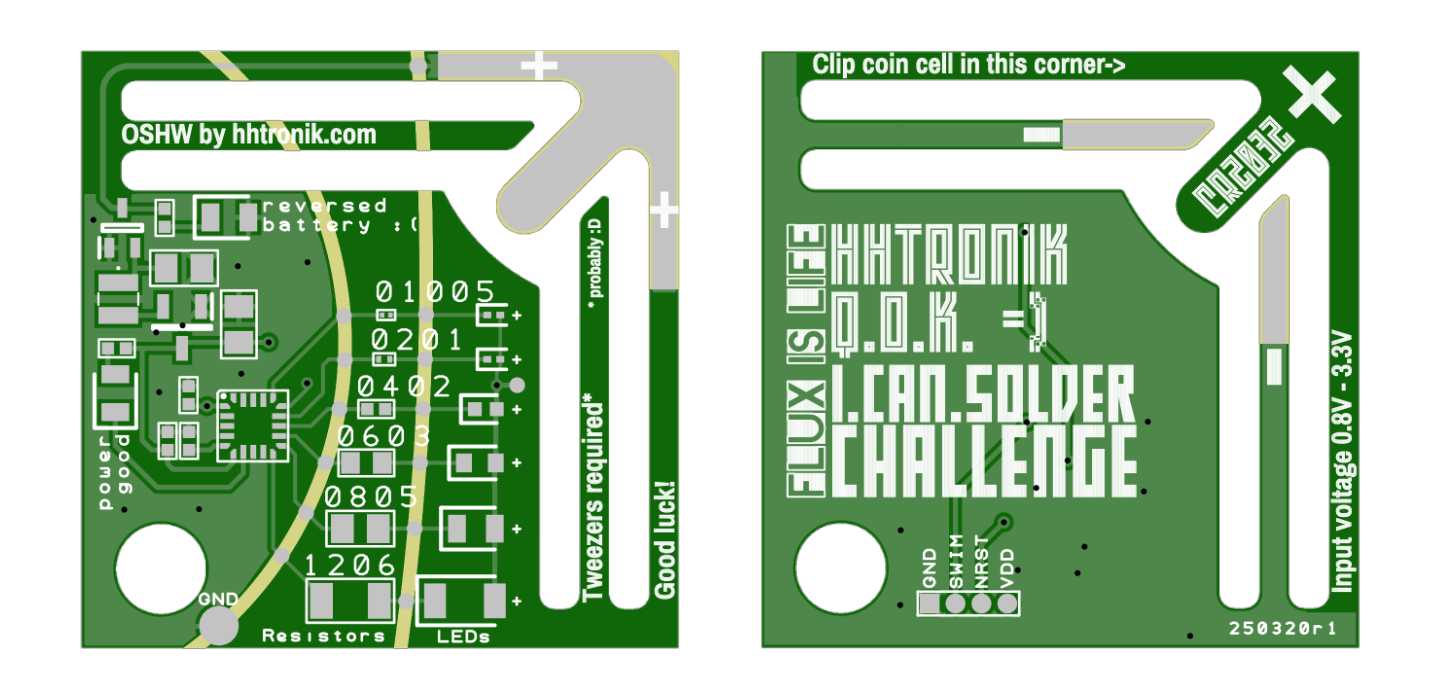 OSHW by hhtronik.com
reversed
battery :(
01005
0201
0402
0603
0805
1206
power
good
GND
Resistors
LEDs
* probably :D
Tweezers required*
Good luck!
+
+
+
+
+
+
+
+
Clip coin cell in this corner->
CR2032
FLUX IS LIFE
HHTRONIK
Q.O.K. =)
I.CAN.SOLDER
CHALLENGE
GND
SWIM
NRST
VDD
Input voltage 0.8V - 3.3V
250320r1